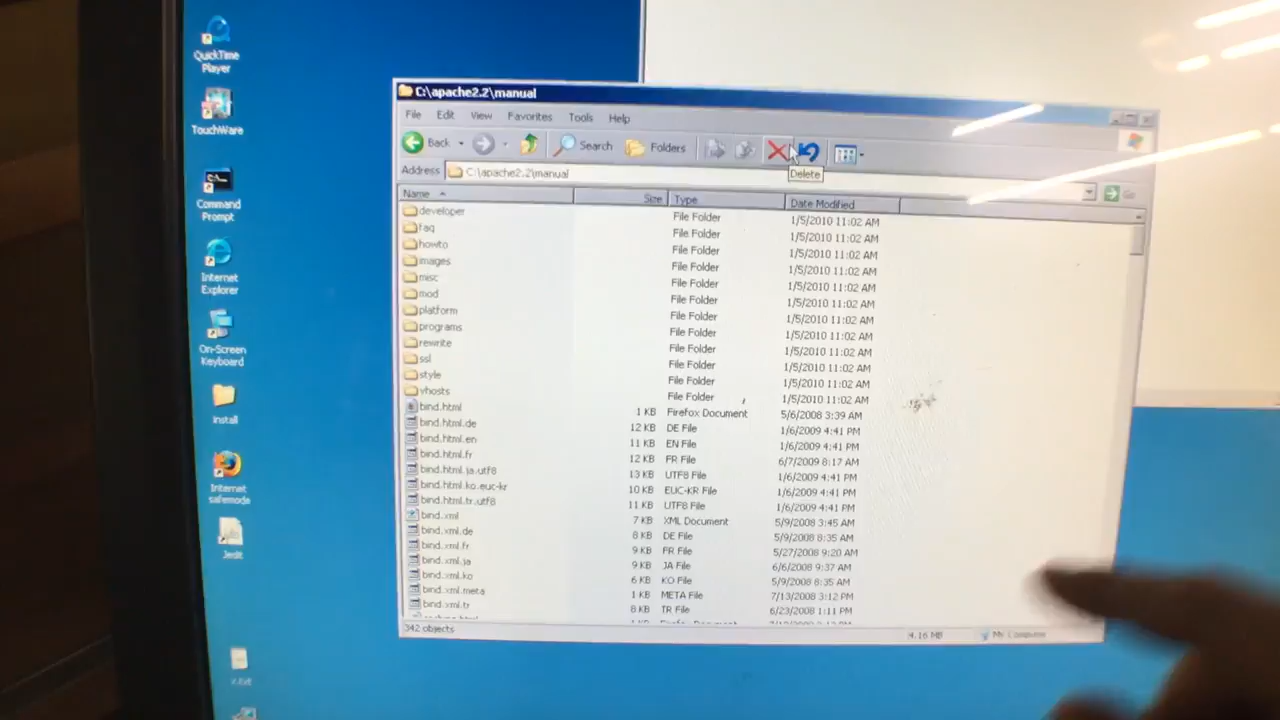 QuickTime
Player
TouchWare
Command
Prompt
Internet
Explorer
On-Screen
Keyboard
install
Internet
safemode
Jedit
C:\apache2.2\manual
File Edit View Favorites Tools Help
Back Search Folders
Address C:\apache2.2\manual Go
Delete
Name Size Type Date Modified
developer File Folder 1/5/2010 11:02 AM
faq File Folder 1/5/2010 11:02 AM
howto File Folder 1/5/2010 11:02 AM
images File Folder 1/5/2010 11:02 AM
misc File Folder 1/5/2010 11:02 AM
mod File Folder 1/5/2010 11:02 AM
platform File Folder 1/5/2010 11:02 AM
programs File Folder 1/5/2010 11:02 AM
rewrite File Folder 1/5/2010 11:02 AM
ssl File Folder 1/5/2010 11:02 AM
style File Folder 1/5/2010 11:02 AM
vhosts File Folder 1/5/2010 11:02 AM
bind.html 1 KB Firefox Document 5/6/2008 3:39 AM
bind.html.de 12 KB DE File 1/6/2009 4:41 PM
bind.html.en 11 KB EN File 1/6/2009 4:41 PM
bind.html.fr 12 KB FR File 6/7/2009 8:17 AM
bind.html.ja.utf8 13 KB UTF8 File 1/6/2009 4:41 PM
bind.html.ko.euc-kr 10 KB EUC-KR File 1/6/2009 4:41 PM
bind.html.tr.utf8 11 KB UTF8 File 1/6/2009 4:41 PM
bind.xml 7 KB XML Document 5/9/2008 3:45 AM
bind.xml.de 8 KB DE File 5/9/2008 8:35 AM
bind.xml.fr 9 KB FR File 5/27/2008 9:20 AM
bind.xml.ja 9 KB JA File 6/6/2008 9:37 AM
bind.xml.ko 6 KB KO File 5/9/2008 8:35 AM
bind.xml.meta 1 KB META File 7/13/2008 3:12 PM
bind.xml.tr 8 KB TR File 6/23/2008 1:11 PM
342 objects 4.16 MB My Computer